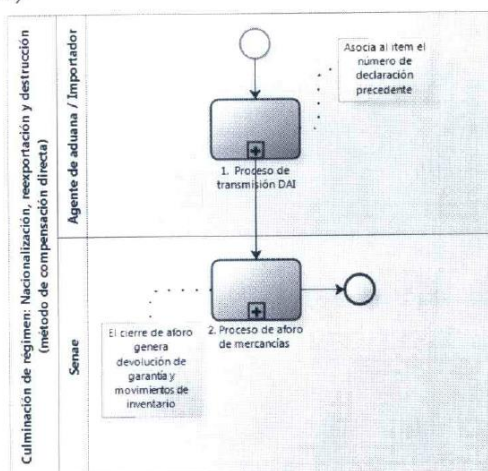 Culminación de régimen: Nacionalización, reexportación y destrucción
(método de compensación directa)
Agente de aduana / Importador
Asocia al item el
número de
declaración
precedente
1. Proceso de
transmisión DAI
Senae
2. Proceso de aforo
de mercancías
El cierre de aforo
genera
devolución de
garantía y
movimientos de
inventario